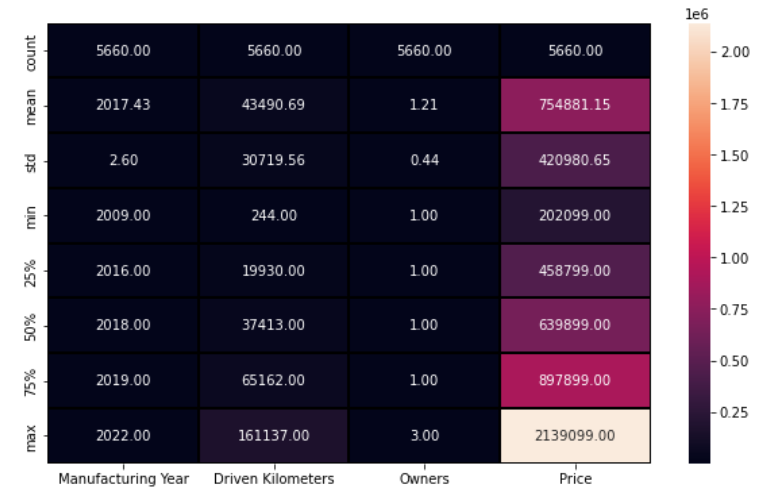 1e6
count 5660.00 5660.00 5660.00 5660.00
mean 2017.43 43490.69 1.21 754881.15
std 2.60 30719.56 0.44 420980.65
min 2009.00 244.00 1.00 202099.00
25% 2016.00 19930.00 1.00 458799.00
50% 2018.00 37413.00 1.00 639899.00
75% 2019.00 65162.00 1.00 897899.00
max 2022.00 161137.00 3.00 2139099.00
Manufacturing Year Driven Kilometers Owners Price
2.00
1.75
1.50
1.25
1.00
0.75
0.50
0.25